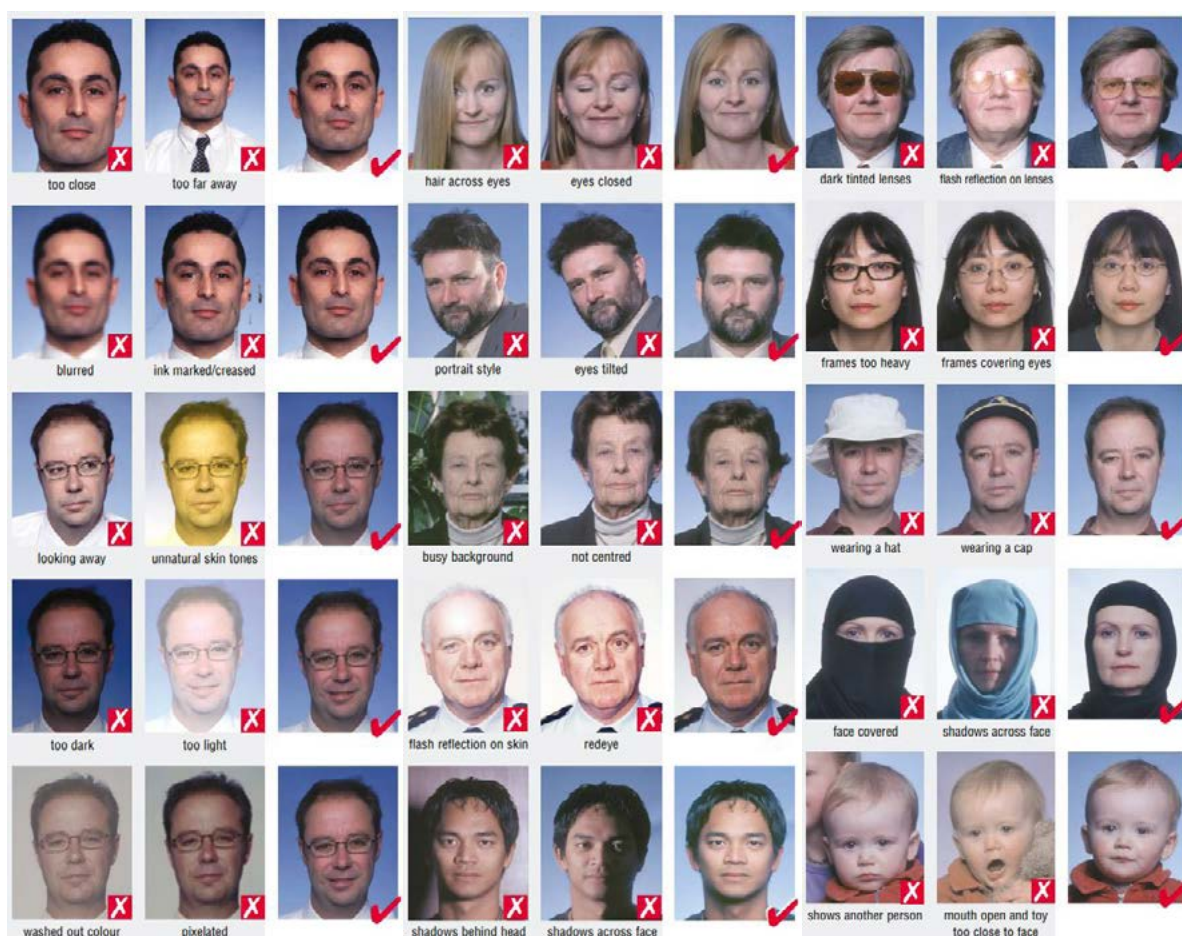 too close
too far away
hair across eyes
eyes closed
dark tinted lenses
flash reflection on lenses
blurred
ink marked/creased
portrait style
eyes tilted
frames too heavy
frames covering eyes
looking away
unnatural skin tones
busy background
not centred
wearing a hat
wearing a cap
too dark
too light
flash reflection on skin
redeye
face covered
shadows across face
washed out colour
pixelated
shadows behind head
shadows across face
shows another person
mouth open and toy
too close to face